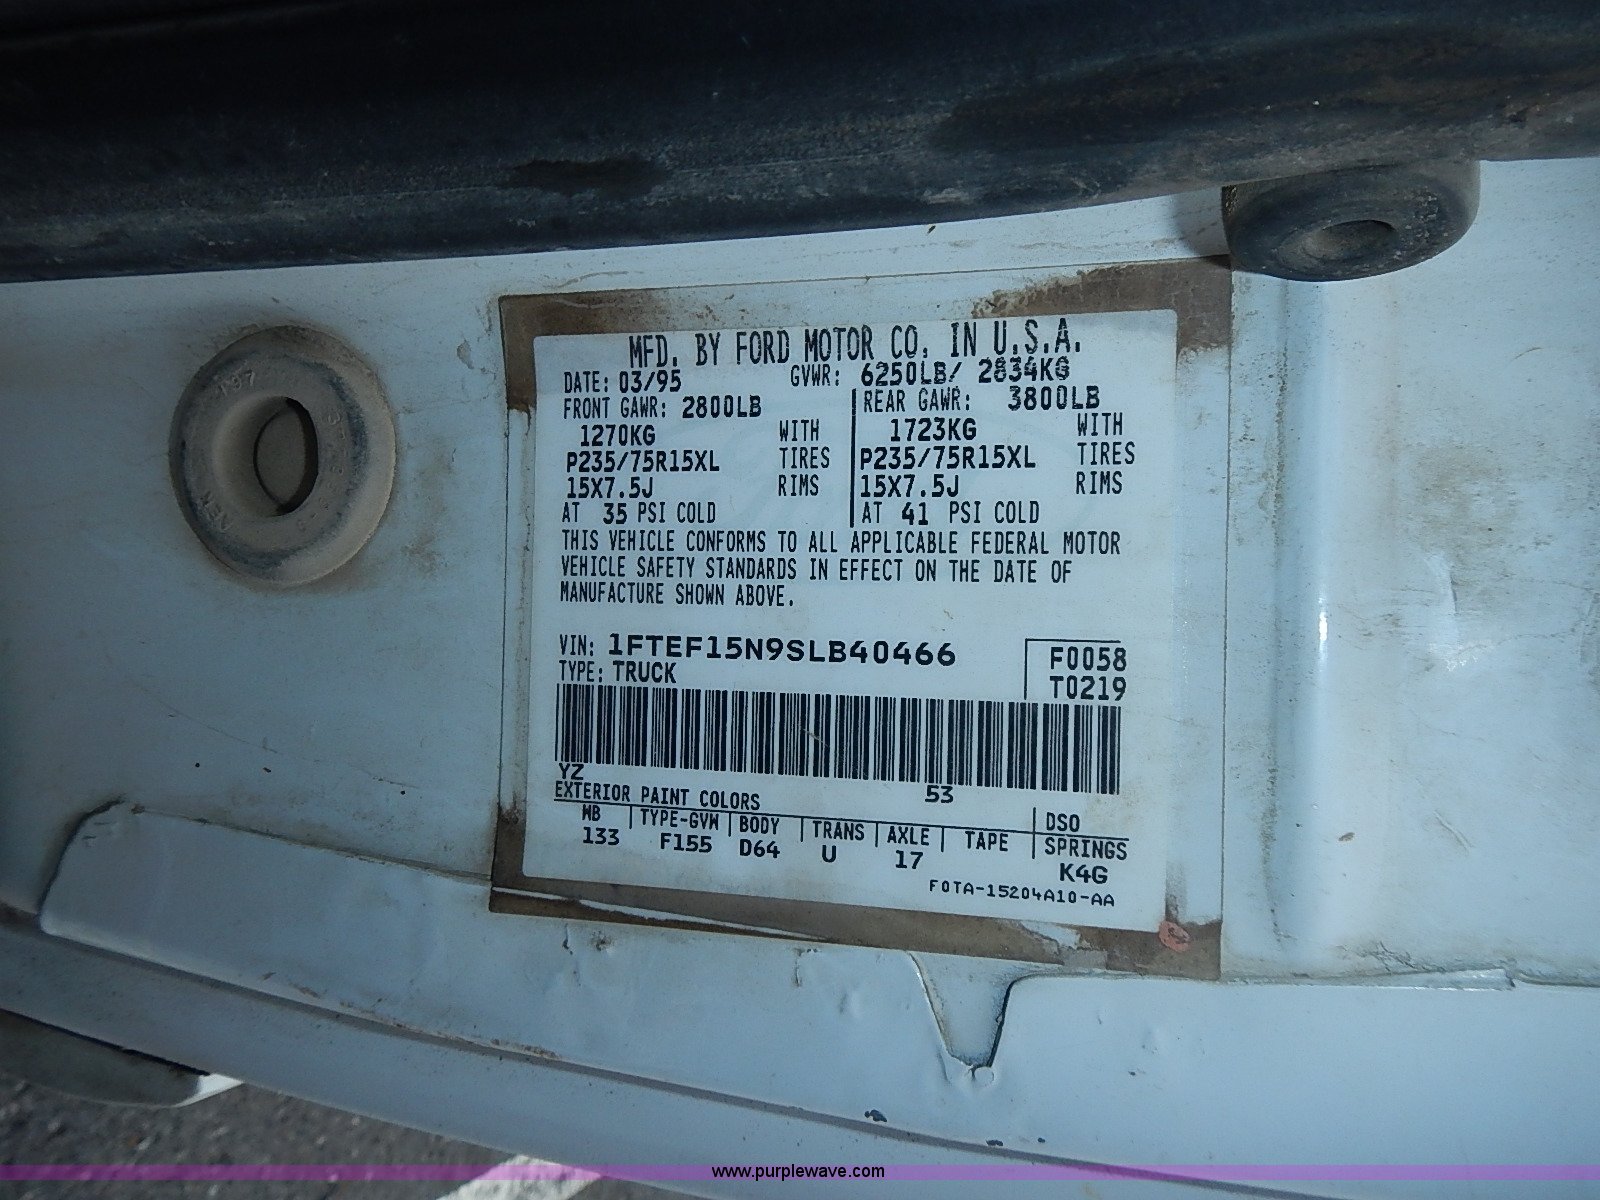 MFD. BY FORD MOTOR CO. IN U.S.A.
DATE: 03/95 GVWR: 6250LB/ 2834KG
FRONT GAWR: 2800LB REAR GAWR: 3800LB
1270KG WITH 1723KG WITH
P235/75R15XL TIRES P235/75R15XL TIRES
15X7.5J RIMS 15X7.5J RIMS
AT 35 PSI COLD AT 41 PSI COLD
THIS VEHICLE CONFORMS TO ALL APPLICABLE FEDERAL MOTOR
VEHICLE SAFETY STANDARDS IN EFFECT ON THE DATE OF
MANUFACTURE SHOWN ABOVE.
VIN: 1FTEF15N9SLB40466 F0058
TYPE: TRUCK T0219
YZ 53
EXTERIOR PAINT COLORS DSO
WB TYPE-GVW BODY TRANS AXLE TAPE SPRINGS
133 F155 D64 U 17 K4G
F0TA-15204A10-AA
www.purplewave.com